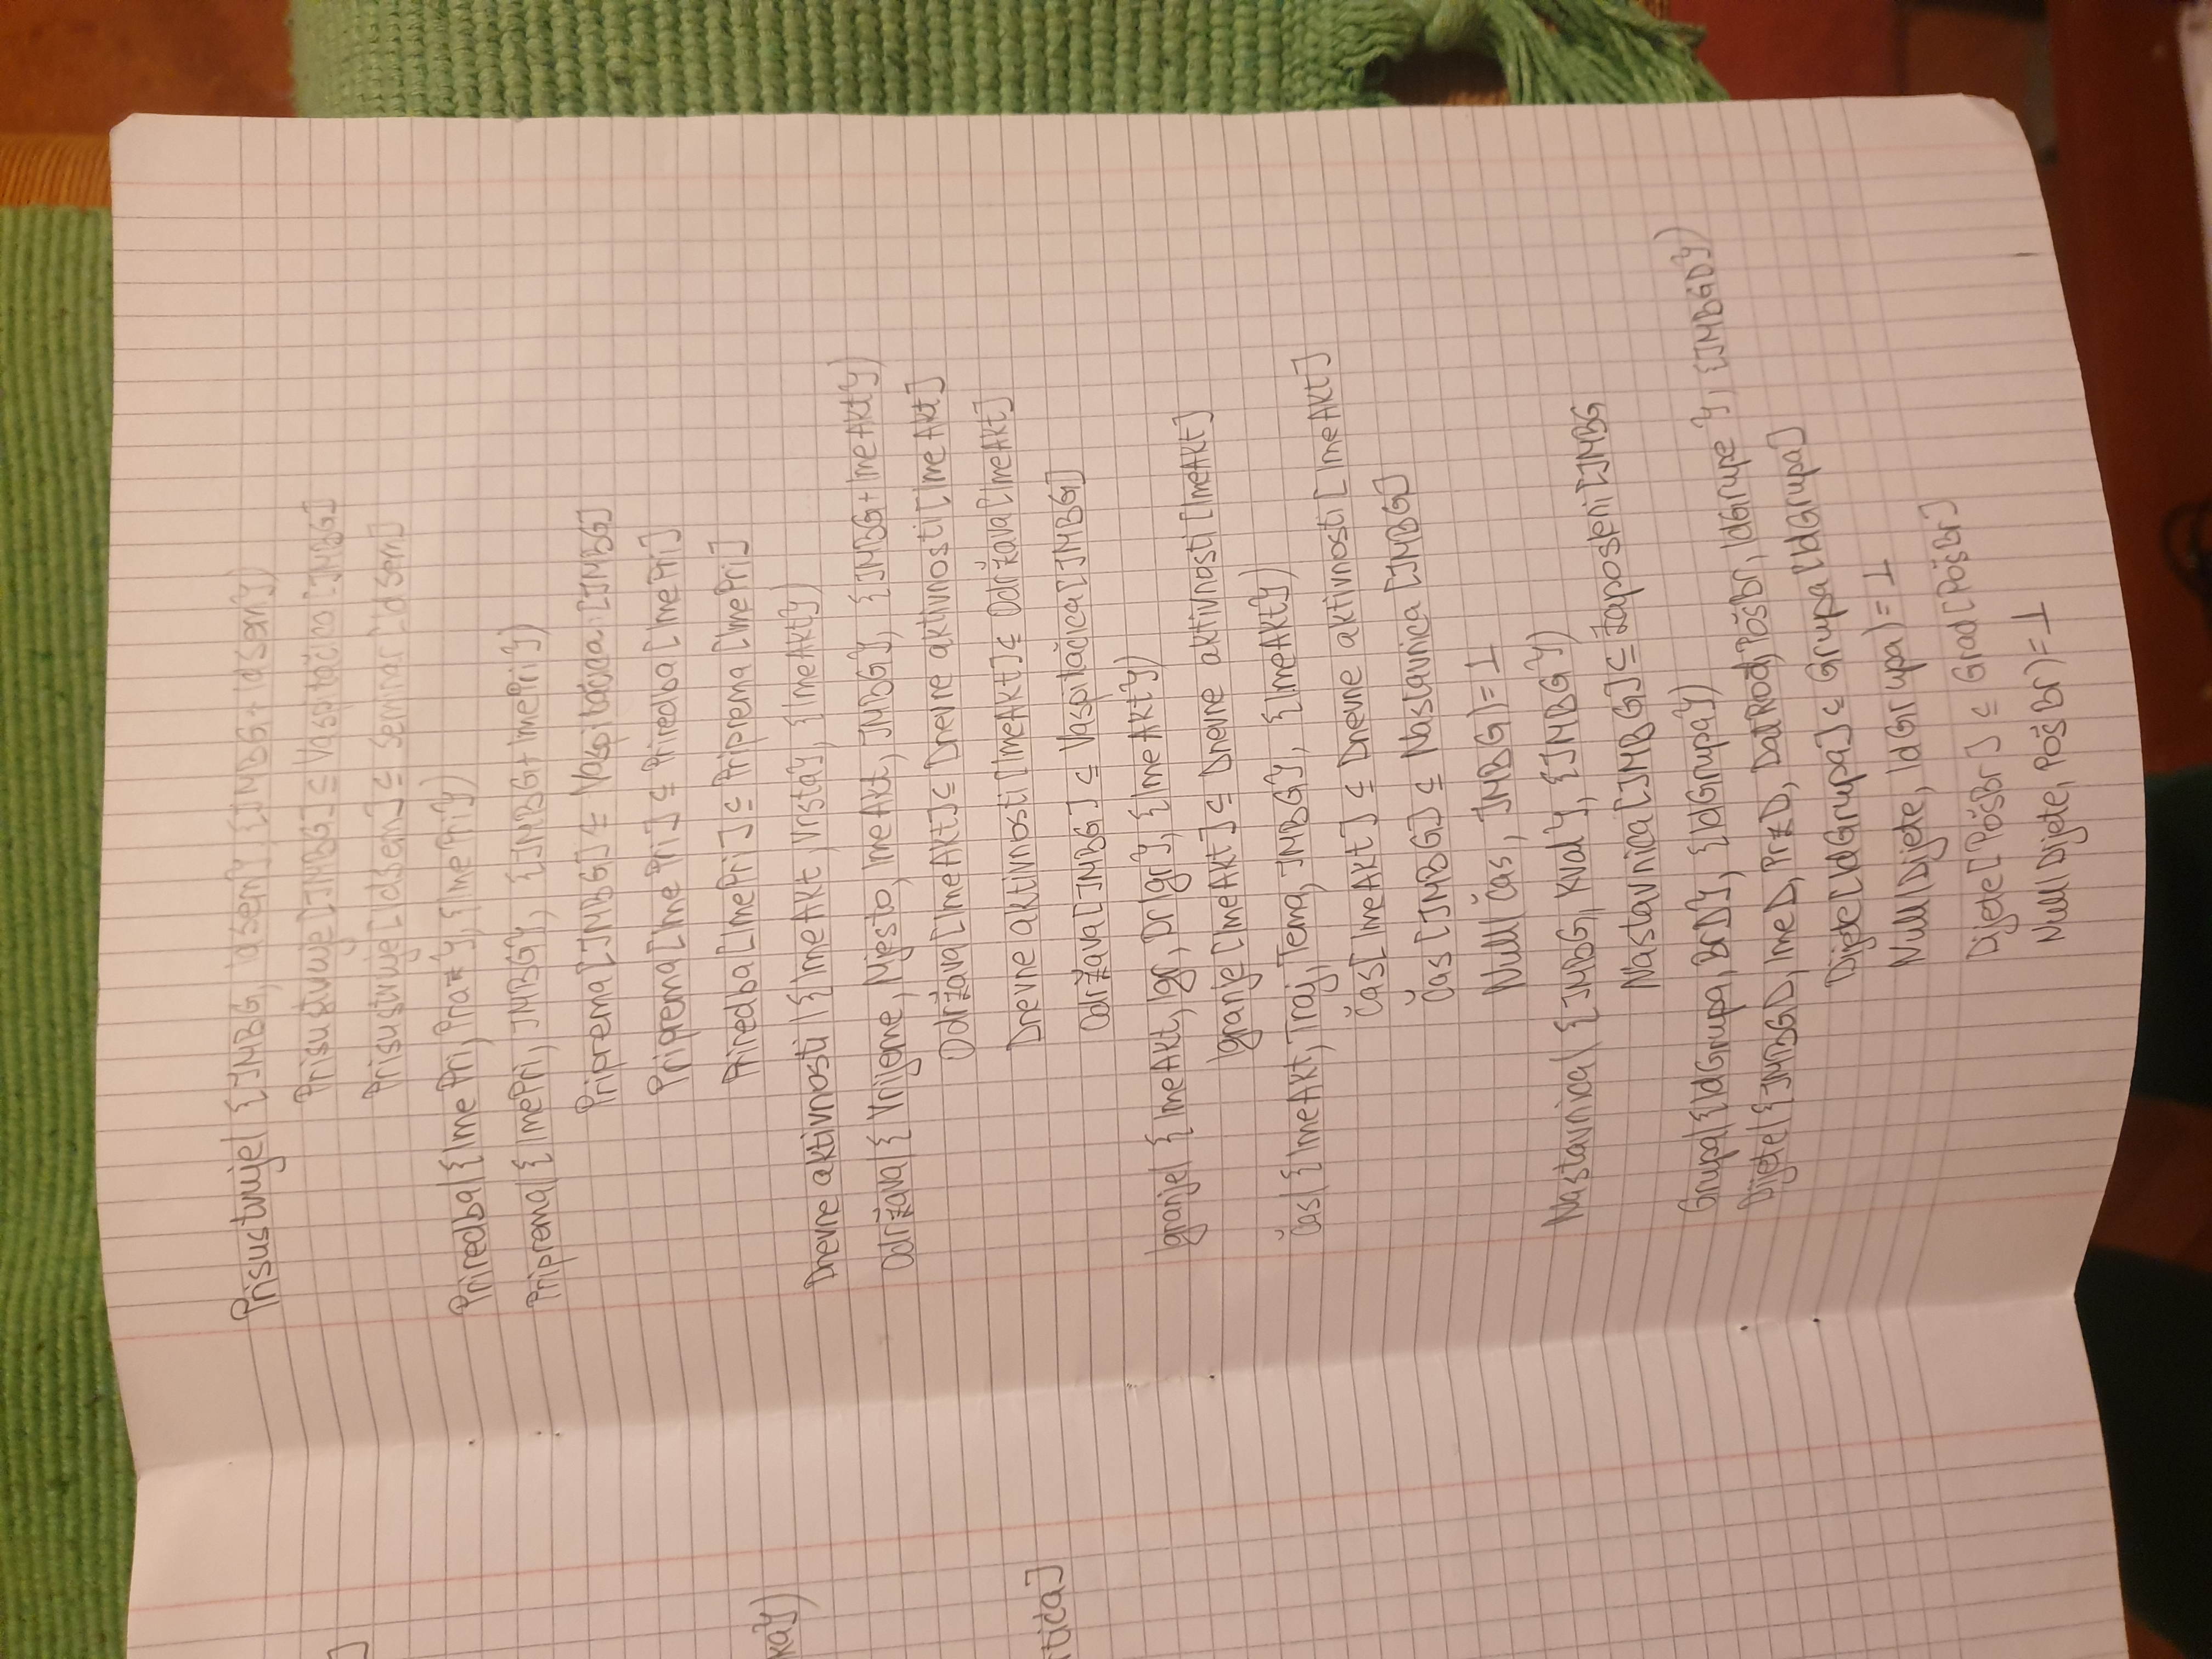 ]
ka})
rtića]
Prisustvuje( {JMBG, IdSem}, {JMBG+IdSem})
Prisustvuje[JMBG] ⊆ Vaspitačica[JMBG]
Prisustvuje[IdSem] ⊆ Seminar[IdSem]
Priredba({ImePri, Praz}, {ImePri})
Priprema({ImePri, JMBG}, {JMBG+ImePri})
Priprema[JMBG] ⊆ Vaspitačica [JMBG]
Priprema[ImePri] ⊆ Priredba [ImePri]
Priredba[ImePri] ⊆ Priprema [ImePri]
Dnevne aktivnosti ({ImeAkt, Vrsta}, {ImeAkt})
Održava({Vrijeme, Mjesto, ImeAkt, JMBG}, {JMBG+ImeAkt})
Održava[ImeAkt] ⊆ Dnevne aktivnosti[ImeAkt]
Dnevne aktivnosti[ImeAkt] ⊆ Održava[ImeAkt]
Održava[JMBG] ⊆ Vaspitačica[JMBG]
Igranje( {ImeAkt, Igr, PrIgr}, {ImeAkt})
Igranje [ImeAkt] ⊆ Dnevne aktivnosti [ImeAkt]
Čas( {ImeAkt, Traj, Tema, JMBG}, {ImeAkt})
Čas[ImeAkt] ⊆ Dnevne aktivnosti [ImeAkt]
Čas [JMBG] ⊆ Nastavnica [JMBG]
Null(Čas, JMBG)=⊥
Nastavnica( {JMBG, Kval}, {JMBG})
Nastavnica[JMBG] ⊆ Zaposleni[JMBG
Grupa({IdGrupa, BrD}, {IdGrupa})
Dijete({JMBGD, ImeD, PrzD, DatRođ, PošBr, IdGrupe}, {JMBGD})
Dijete[IdGrupa] ⊆ Grupa[IdGrupa]
Null(Dijete, IdGrupa)=⊥
Dijete[PošBr] ⊆ Grad[PošBr]
Null(Dijete, PošBr)=⊥